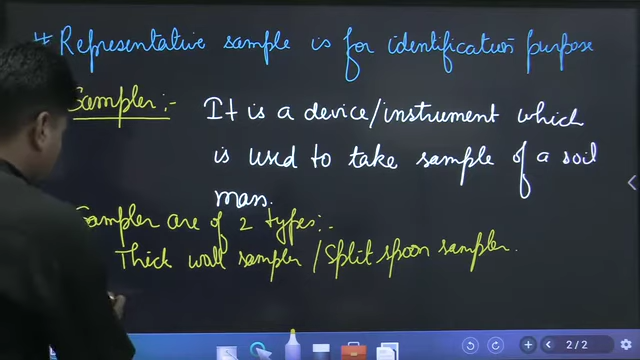 # Representative sample is for identification purpose
Sampler:-
It is a device/instrument which
is used to take sample of a soil
mass.
Sampler are of 2 types:-
Thick wall sampler / Split spoon sampler.
2 / 2